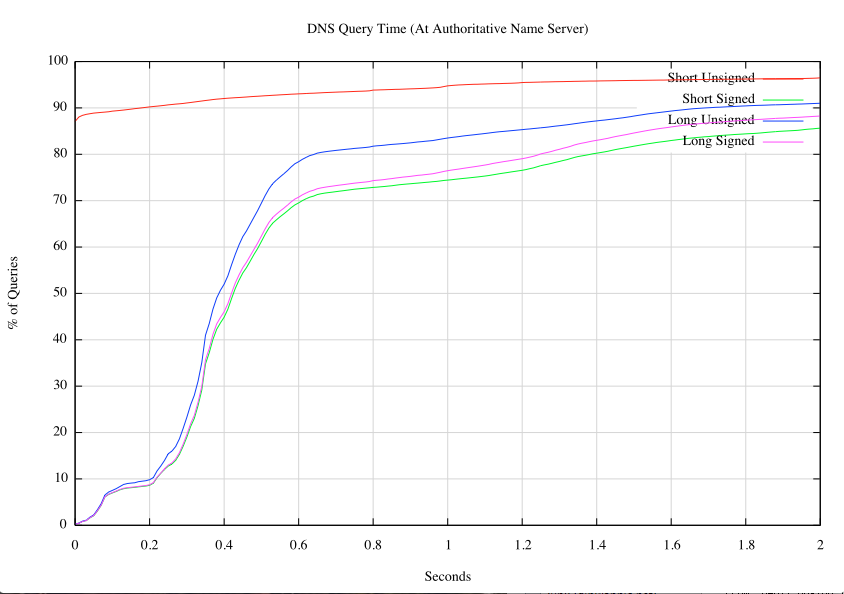 DNS Query Time (At Authoritative Name Server)
100
90
80
70
60
50
40
30
20
10
0
% of Queries
Short Unsigned
Short Signed
Long Unsigned
Long Signed
0 0.2 0.4 0.6 0.8 1 1.2 1.4 1.6 1.8 2
Seconds